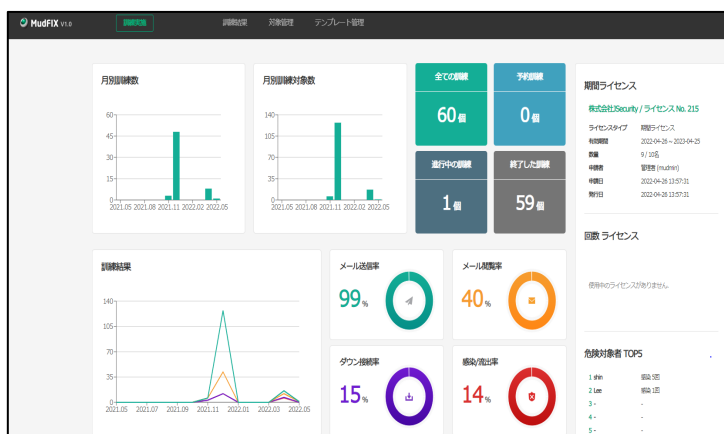 MudFIX V1.0
訓練実施 訓練結果 対象管理 テンプレート管理
月別訓練数
60
45
30
15
0
2021.05 2021.08 2021.11 2022.02 2022.05
月別訓練対象数
140
105
70
35
0
2021.05 2021.08 2021.11 2022.02 2022.05
全ての訓練
60 個
予約訓練
0 個
進行中の訓練
1 個
終了した訓練
59 個
期間ライセンス
株式会社JSecurity / ライセンス No. 215
ライセンスタイプ 期間ライセンス
有効期間 2022-04-26 ~ 2023-04-25
数量 9 / 10名
申請者 管理者 (mudmin)
申請日 2022-04-26 13:57:31
発行日 2022-04-26 13:57:31
回数 ライセンス
使用中のライセンスがありません。
訓練結果
140
105
70
35
0
2021.05 2021.07 2021.09 2021.11 2022.01 2022.03 2022.05
メール送信率
99 %
メール閲覧率
40 %
ダウン接続率
15 %
感染/流出率
14 %
危険対象者 TOP5
1 shin 感染 5回
2 Lee 感染 1回
3 - -
4 - -
5 - -